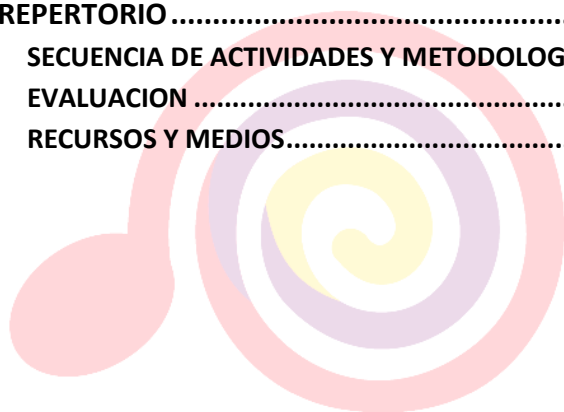 REPERTORIO..................................................
SECUENCIA DE ACTIVIDADES Y METODOLOG
EVALUACION ................................................
RECURSOS Y MEDIOS....................................